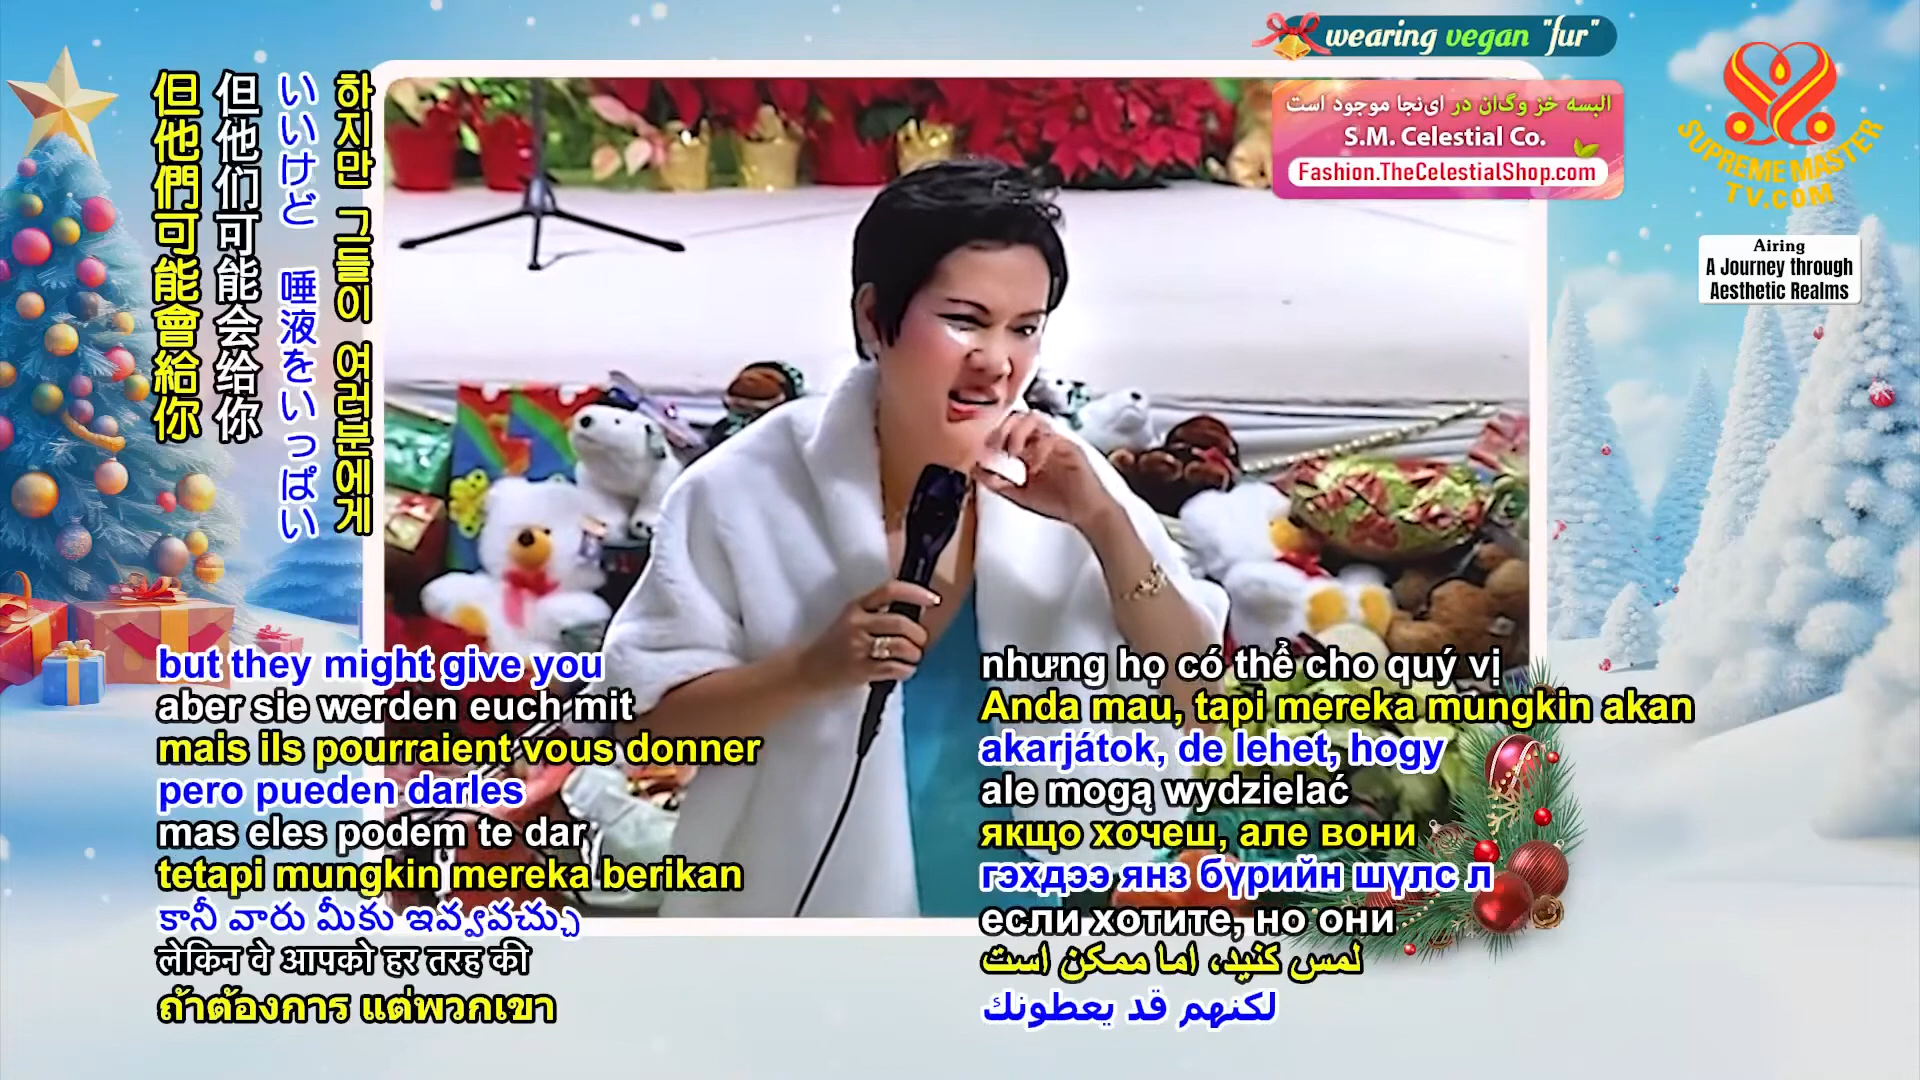 wearing vegan "fur"
البسه خز وگان در ای‌نجا موجود است
S.M. Celestial Co.
Fashion.TheCelestialShop.com
SUPREME MASTER
TV.COM
Airing
A Journey through
Aesthetic Realms
하지만 그들이 여러분에게
いいけど 唾液をいっぱい
但他们可能会给你
但他們可能會給你
but they might give you
aber sie werden euch mit
mais ils pourraient vous donner
pero pueden darles
mas eles podem te dar
tetapi mungkin mereka berikan
కానీ వారు మీకు ఇవ్వవచ్చు
लेकिन वे आपको हर तरह की
ถ้าต้องการ แต่พวกเขา
nhưng họ có thể cho quý vị
Anda mau, tapi mereka mungkin akan
akarjátok, de lehet, hogy
ale mogą wydzielać
якщо хочеш, але вони
гэхдээ янз бүрийн шүлс л
если хотите, но они
لمس کنید، اما ممکن است
لكنهم قد يعطونك